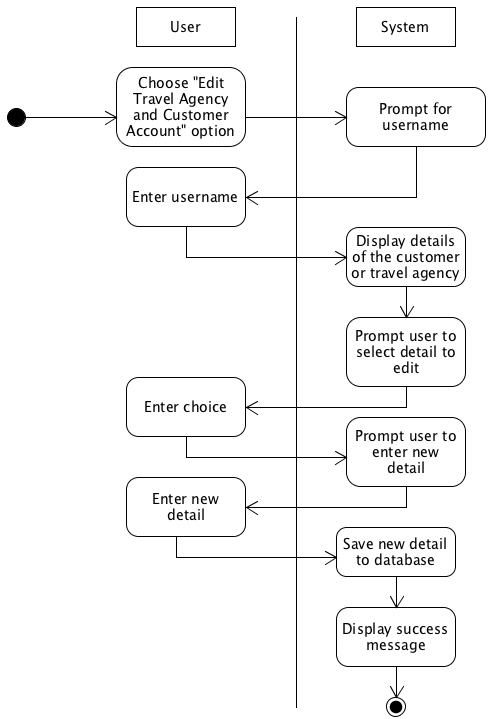 User
System
Choose "Edit
Travel Agency
and Customer
Account" option
Prompt for
username
Enter username
Display details
of the customer
or travel agency
Prompt user to
select detail to
edit
Enter choice
Prompt user to
enter new
detail
Enter new
detail
Save new detail
to database
Display success
message